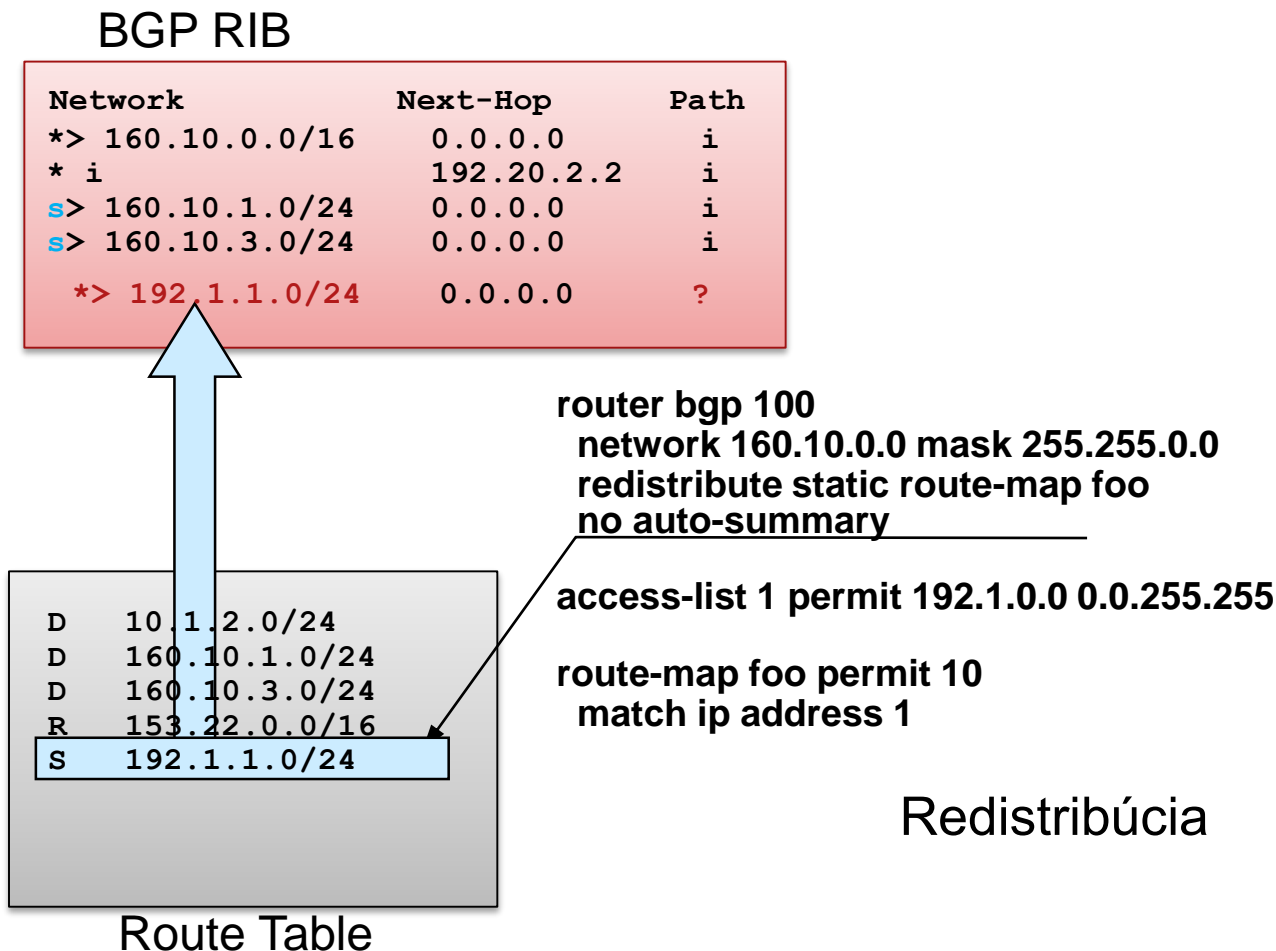 BGP RIB
Network Next-Hop Path
*> 160.10.0.0/16 0.0.0.0 i
* i 192.20.2.2 i
s> 160.10.1.0/24 0.0.0.0 i
s> 160.10.3.0/24 0.0.0.0 i
*> 192.1.1.0/24 0.0.0.0 ?
router bgp 100
network 160.10.0.0 mask 255.255.0.0
redistribute static route-map foo
no auto-summary
access-list 1 permit 192.1.0.0 0.0.255.255
route-map foo permit 10
match ip address 1
D 10.1.2.0/24
D 160.10.1.0/24
D 160.10.3.0/24
R 153.22.0.0/16
S 192.1.1.0/24
Redistribúcia
Route Table